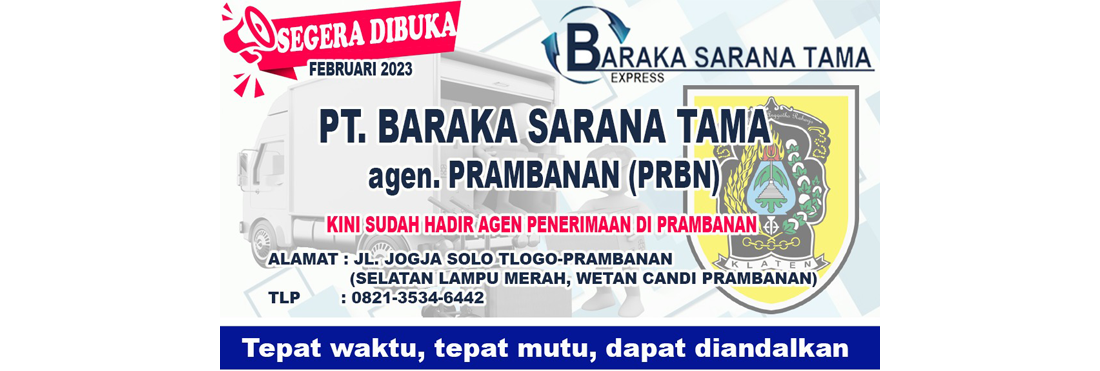 SEGERA DIBUKA
FEBRUARI 2023
BARAKA SARANA TAMA
EXPRESS
PT. BARAKA SARANA TAMA
agen. PRAMBANAN (PRBN)
KINI SUDAH HADIR AGEN PENERIMAAN DI PRAMBANAN
KLATEN
ALAMAT : JL. JOGJA SOLO TLOGO-PRAMBANAN
(SELATAN LAMPU MERAH, WETAN CANDI PRAMBANAN)
TLP : 0821-3534-6442
Tepat waktu, tepat mutu, dapat diandalkan